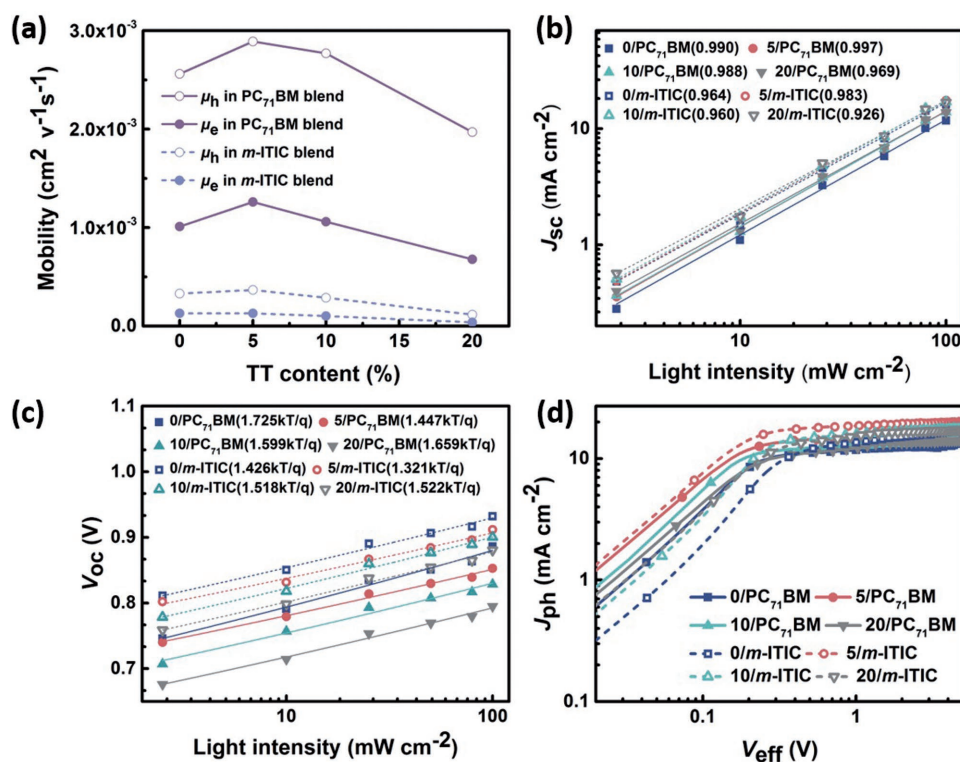 (a)
3.0x10⁻³
2.0x10⁻³
1.0x10⁻³
0.0
Mobility (cm² v⁻¹s⁻¹)
μh in PC₇₁BM blend
μe in PC₇₁BM blend
μh in m-ITIC blend
μe in m-ITIC blend
0 5 10 15 20
TT content (%)
(b)
0/PC₇₁BM(0.990) 5/PC₇₁BM(0.997)
10/PC₇₁BM(0.988) 20/PC₇₁BM(0.969)
0/m-ITIC(0.964) 5/m-ITIC(0.983)
10/m-ITIC(0.960) 20/m-ITIC(0.926)
10
1
Jsc (mA cm⁻²)
10 100
Light intensity (mW cm⁻²)
(c)
1.1
1.0
0.9
0.8
0.7
Voc (V)
0/PC₇₁BM(1.725kT/q) 5/PC₇₁BM(1.447kT/q)
10/PC₇₁BM(1.599kT/q) 20/PC₇₁BM(1.659kT/q)
0/m-ITIC(1.426kT/q) 5/m-ITIC(1.321kT/q)
10/m-ITIC(1.518kT/q) 20/m-ITIC(1.522kT/q)
10 100
Light intensity (mW cm⁻²)
(d)
10
1
0.1
Jph (mA cm⁻²)
0/PC₇₁BM 5/PC₇₁BM
10/PC₇₁BM 20/PC₇₁BM
0/m-ITIC 5/m-ITIC
10/m-ITIC 20/m-ITIC
0.1 1
Veff (V)